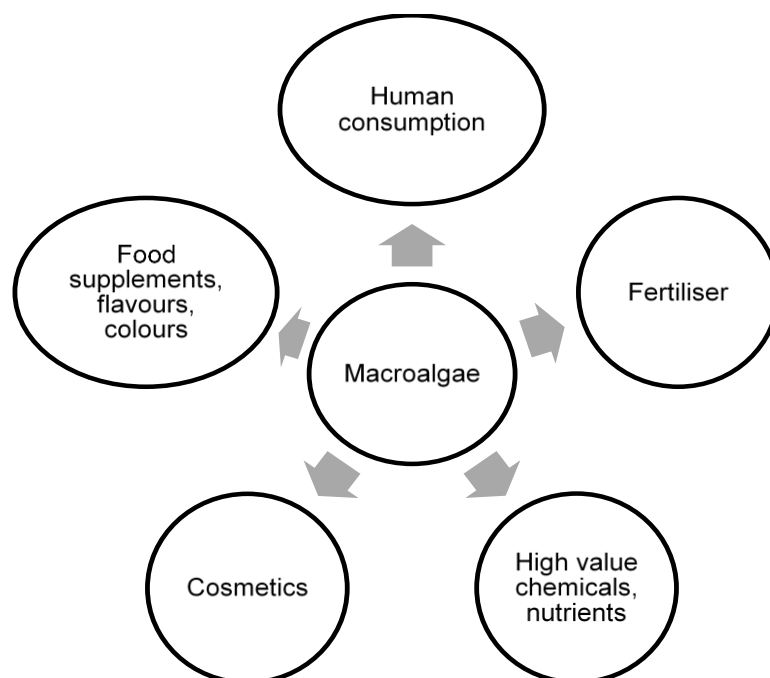 Human
consumption
Food
supplements,
flavours,
colours
Fertiliser
Macroalgae
Cosmetics
High value
chemicals,
nutrients